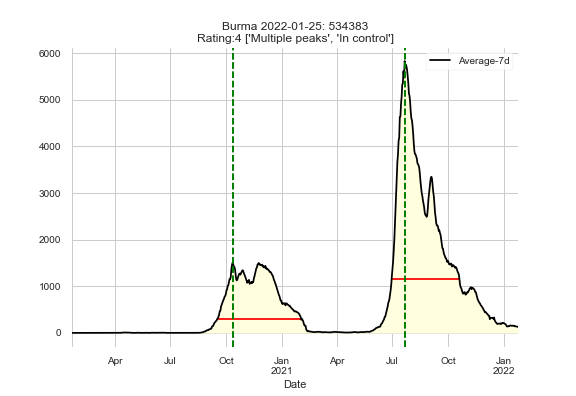 Burma 2022-01-25: 534383
Rating:4 ['Multiple peaks', 'In control']
Average-7d
6000
5000
4000
3000
2000
1000
0
Apr Jul Oct Jan Apr Jul Oct Jan
2021 2022
Date